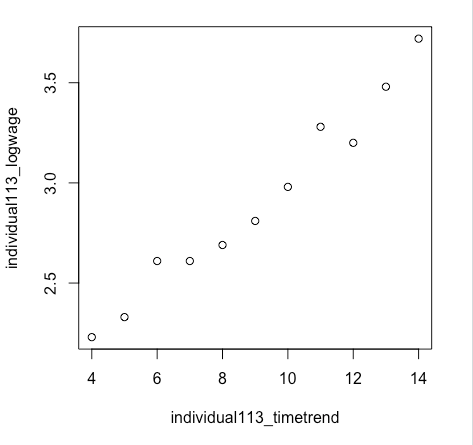 individual113_logwage
3.5
3.0
2.5
4 6 8 10 12 14
individual113_timetrend